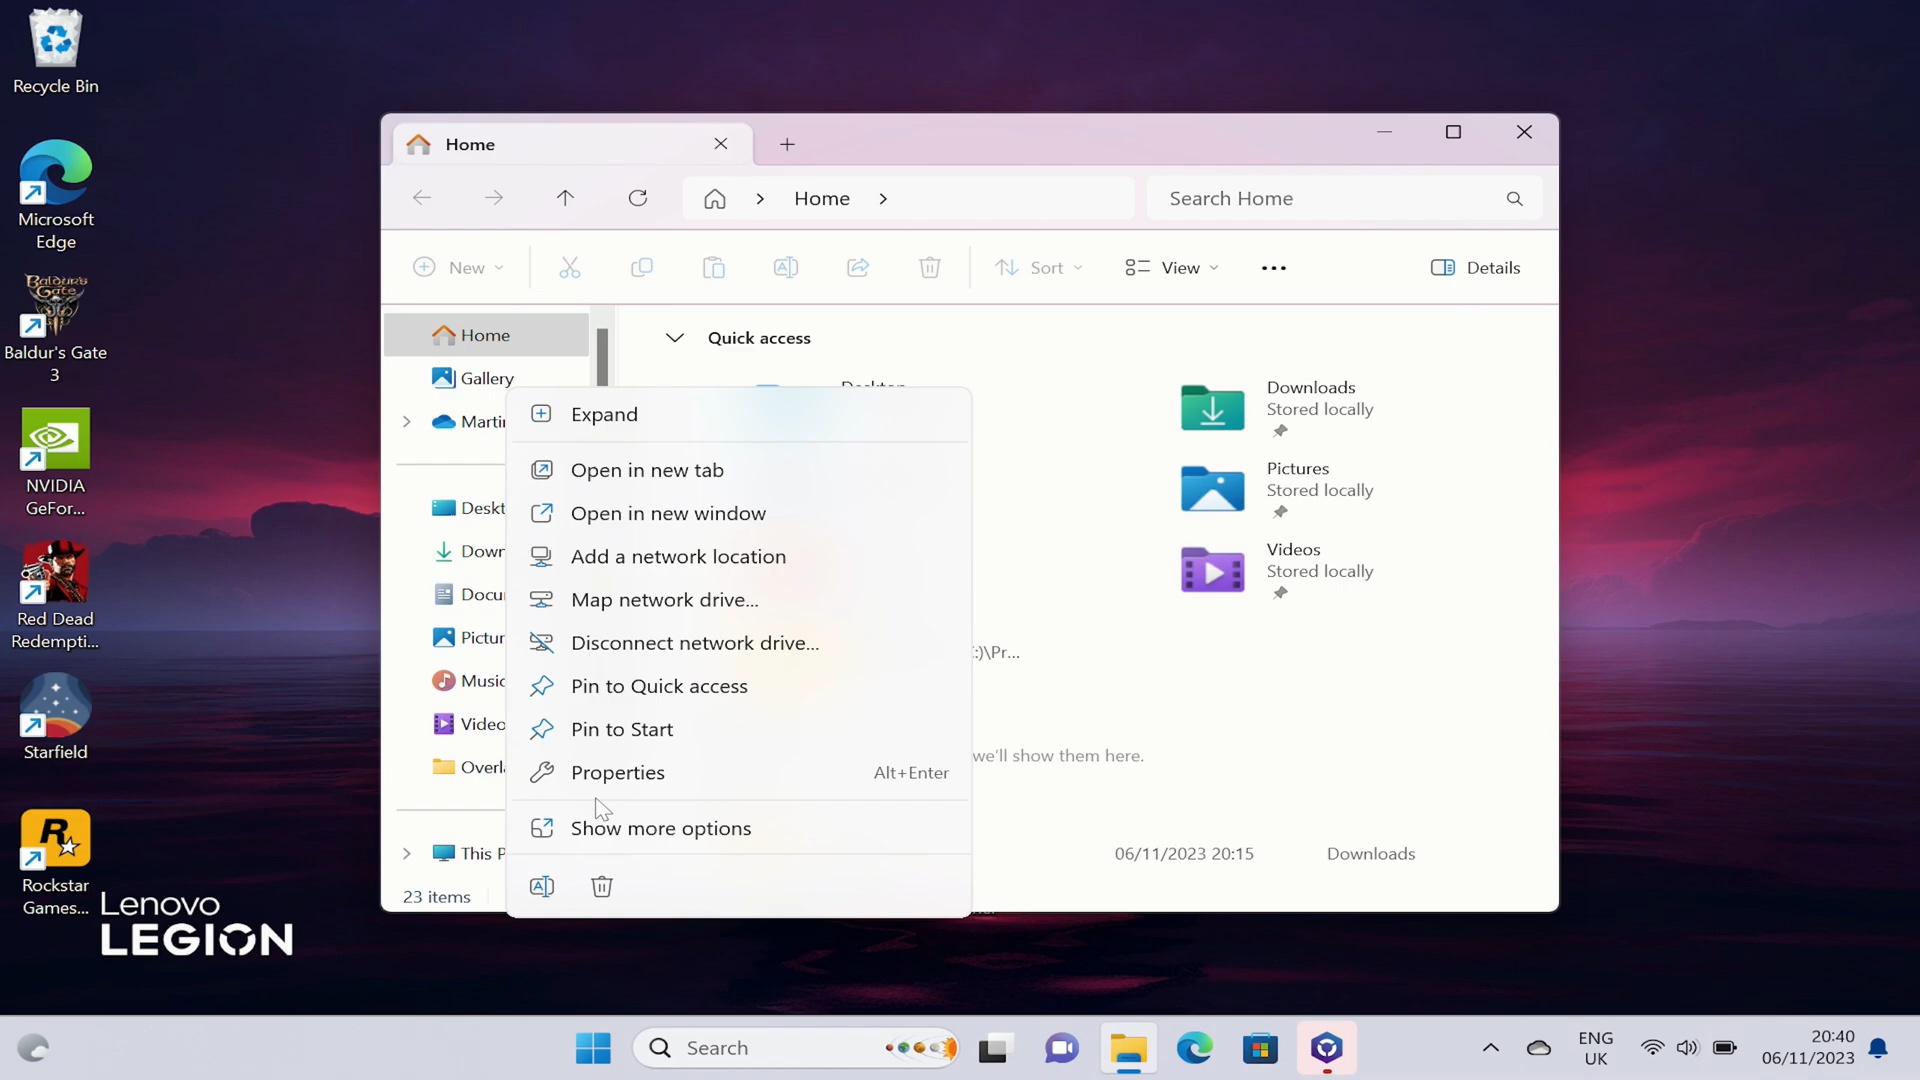 Recycle Bin
Microsoft
Edge
BALDUR'S
GATE
Baldur's Gate
3
NVIDIA
GeFor...
Red Dead
Redempti...
Starfield
R
Rockstar
Games...
Lenovo
LEGION
Home
Home
Search Home
New
Sort
View
Details
Home
Gallery
Marti
Deskt
Down
Docu
Pictur
Music
Video
Overl
This P
23 items
Quick access
Desktop
Downloads
Stored locally
Pictures
Stored locally
Videos
Stored locally
:)\Pr...
we'll show them here.
06/11/2023 20:15
Downloads
Expand
Open in new tab
Open in new window
Add a network location
Map network drive...
Disconnect network drive...
Pin to Quick access
Pin to Start
Properties
Alt+Enter
Show more options
Search
ENG
UK
20:40
06/11/2023